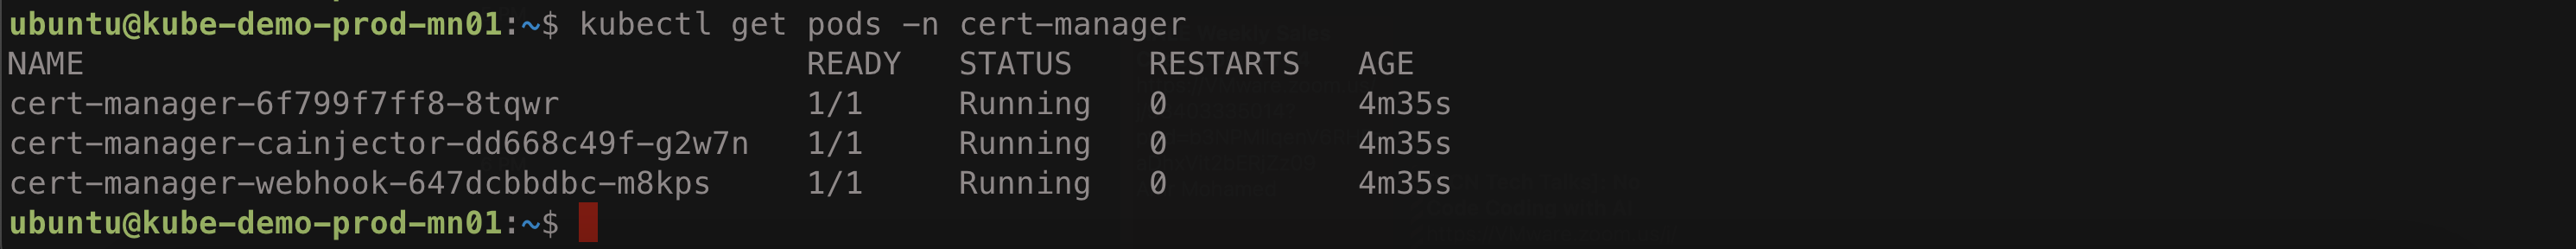 ubuntu@kube-demo-prod-mn01:~$ kubectl get pods -n cert-manager
NAME READY STATUS RESTARTS AGE
cert-manager-6f799f7ff8-8tqwr 1/1 Running 0 4m35s
cert-manager-cainjector-dd668c49f-g2w7n 1/1 Running 0 4m35s
cert-manager-webhook-647dcbbdbc-m8kps 1/1 Running 0 4m35s
ubuntu@kube-demo-prod-mn01:~$